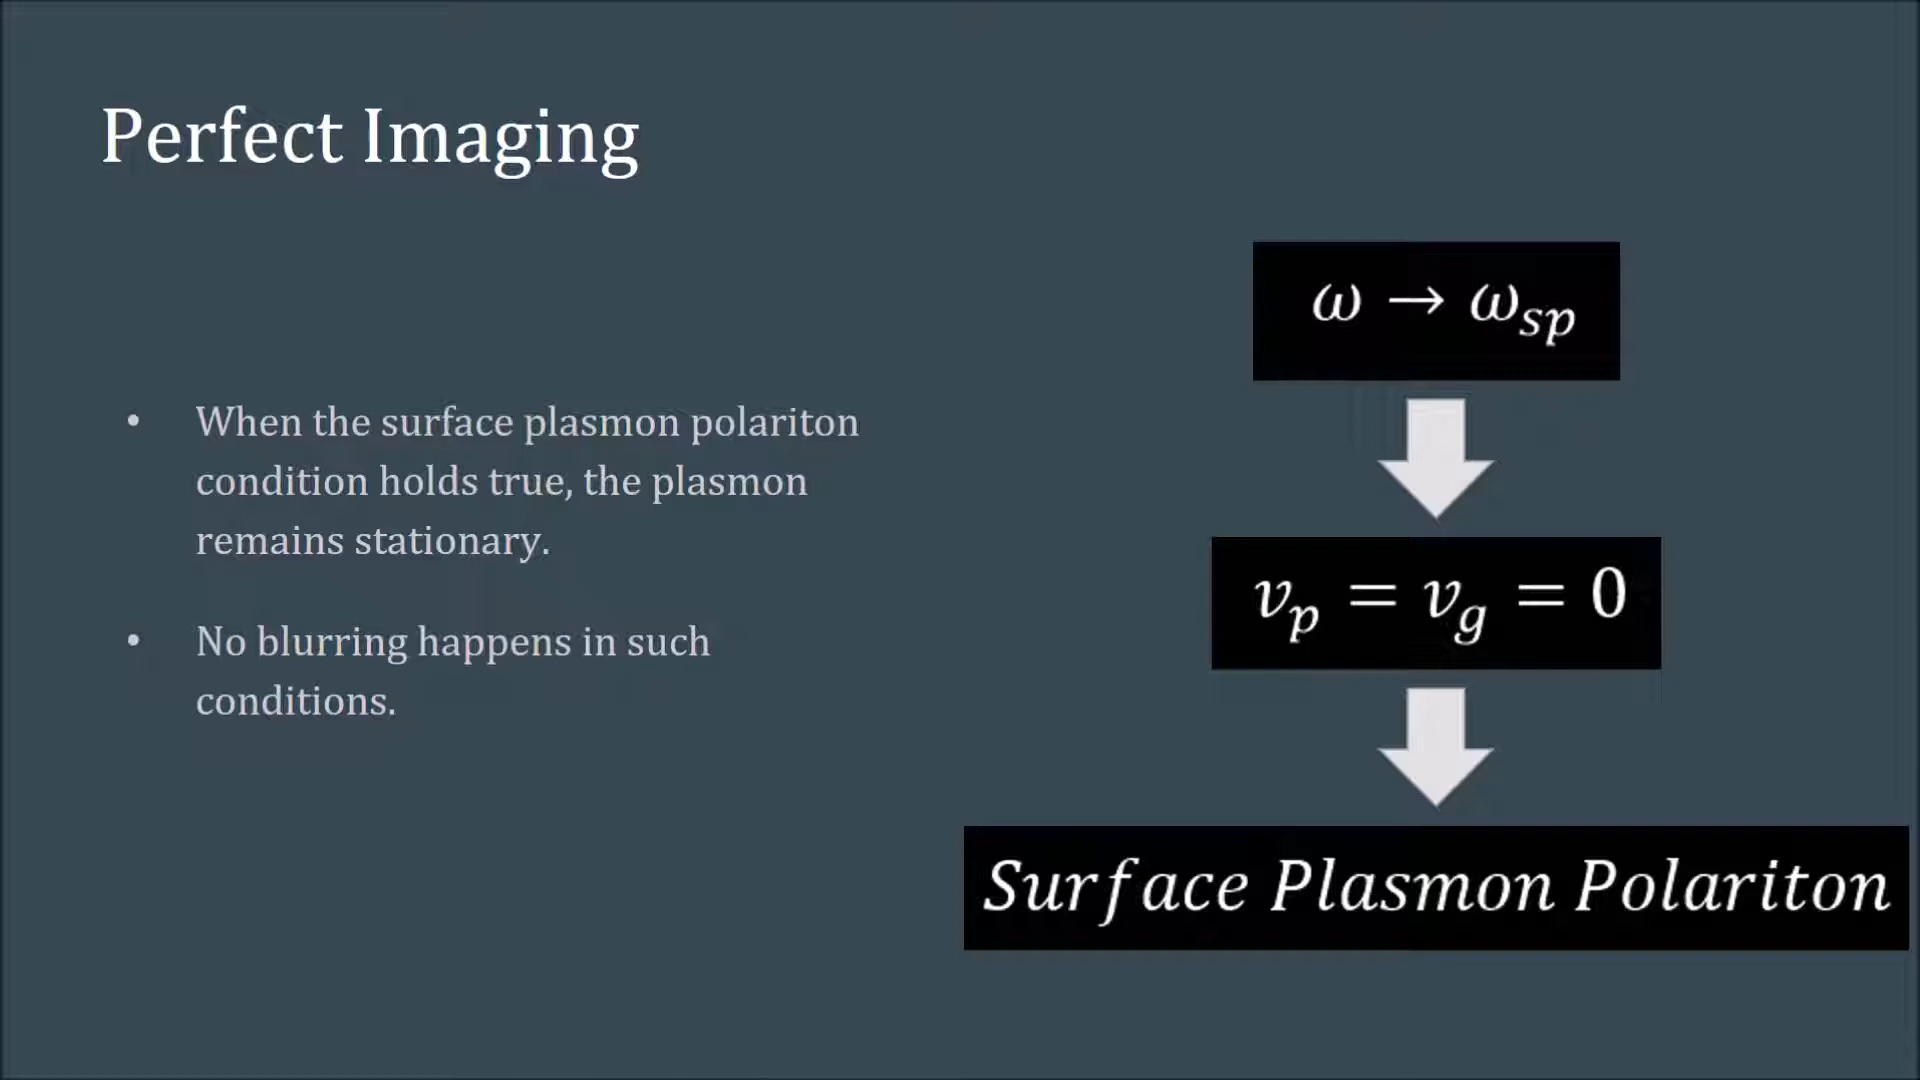 Perfect Imaging
• When the surface plasmon polariton
condition holds true, the plasmon
remains stationary.
• No blurring happens in such
conditions.
ω → ω_sp
v_p = v_g = 0
Surface Plasmon Polariton